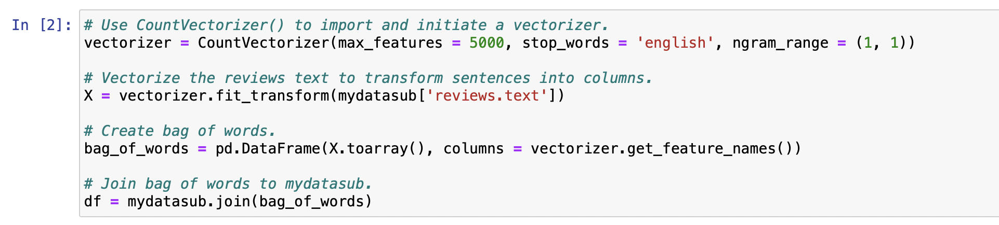 In [2]: # Use CountVectorizer() to import and initiate a vectorizer.
vectorizer = CountVectorizer(max_features = 5000, stop_words = 'english', ngram_range = (1, 1))
# Vectorize the reviews text to transform sentences into columns.
X = vectorizer.fit_transform(mydatasub['reviews.text'])
# Create bag of words.
bag_of_words = pd.DataFrame(X.toarray(), columns = vectorizer.get_feature_names())
# Join bag of words to mydatasub.
df = mydatasub.join(bag_of_words)